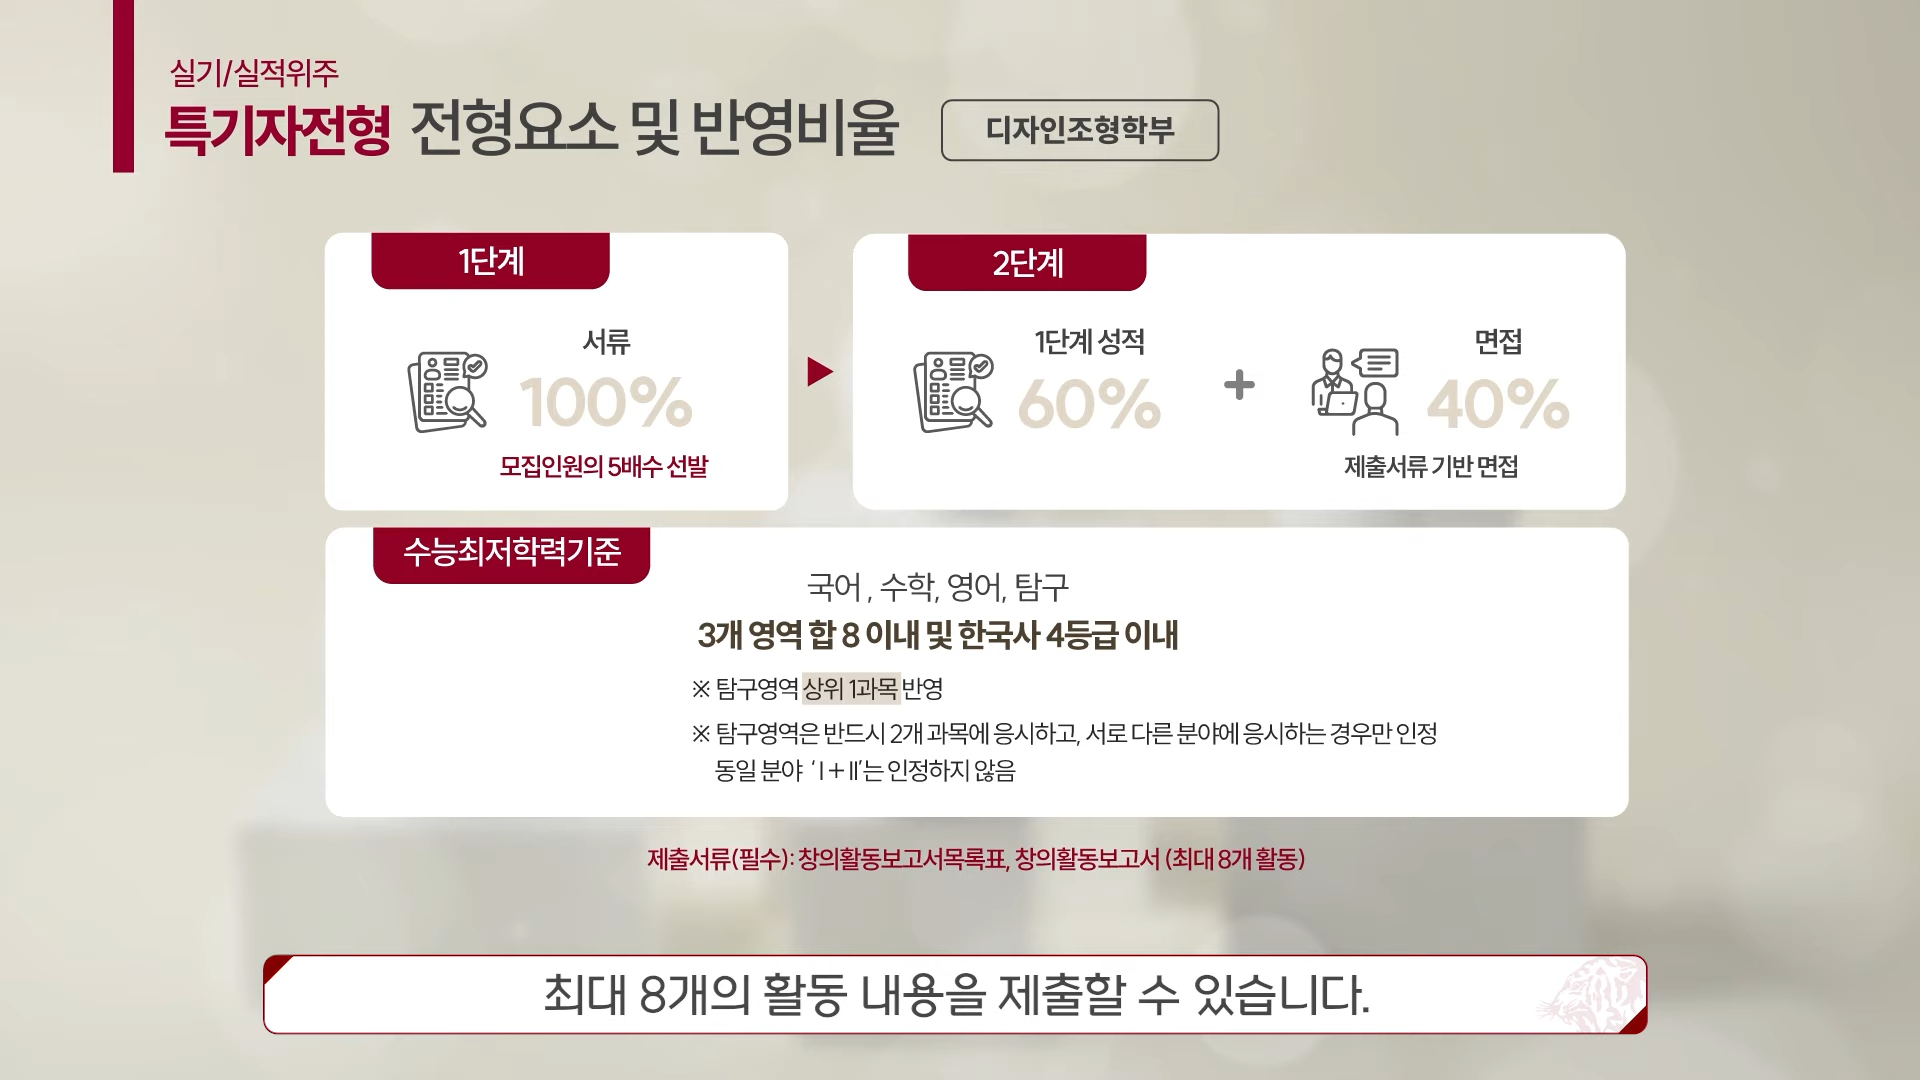 실기/실적위주
특기자전형 전형요소 및 반영비율
디자인조형학부
1단계
서류
100%
모집인원의 5배수 선발
2단계
1단계 성적
60%
+
면접
40%
제출서류 기반 면접
수능최저학력기준
국어 , 수학, 영어, 탐구
3개 영역 합 8 이내 및 한국사 4등급 이내
※ 탐구영역 상위 1과목 반영
※ 탐구영역은 반드시 2개 과목에 응시하고, 서로 다른 분야에 응시하는 경우만 인정
동일 분야 ‘Ⅰ+Ⅱ’는 인정하지 않음
제출서류(필수): 창의활동보고서목록표, 창의활동보고서 (최대 8개 활동)
최대 8개의 활동 내용을 제출할 수 있습니다.